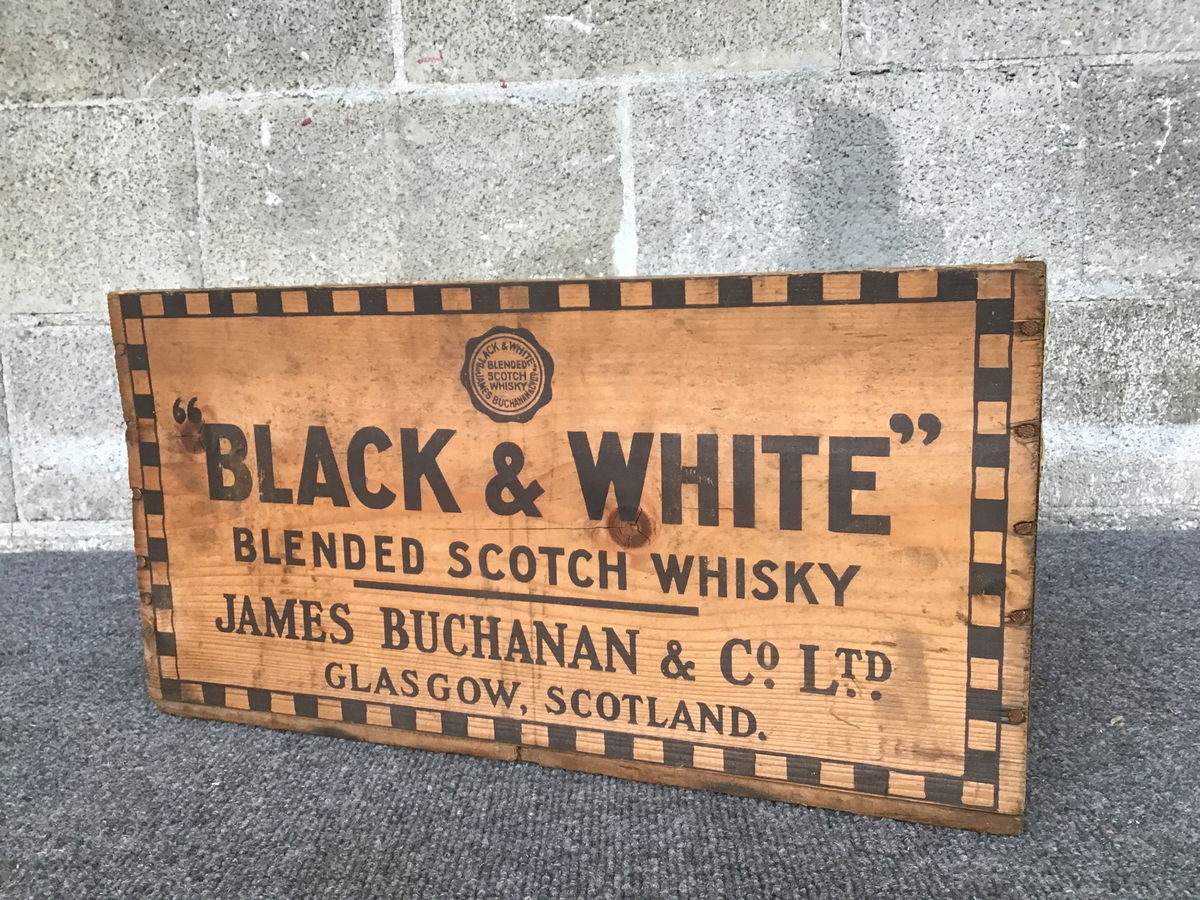 "BLACK & WHITE"
BLENDED
SCOTCH
WHISKY
JAMES BUCHANAN & CO LTD
“BLACK & WHITE”
BLENDED SCOTCH WHISKY
JAMES BUCHANAN & Cº LTD.
GLASGOW, SCOTLAND.